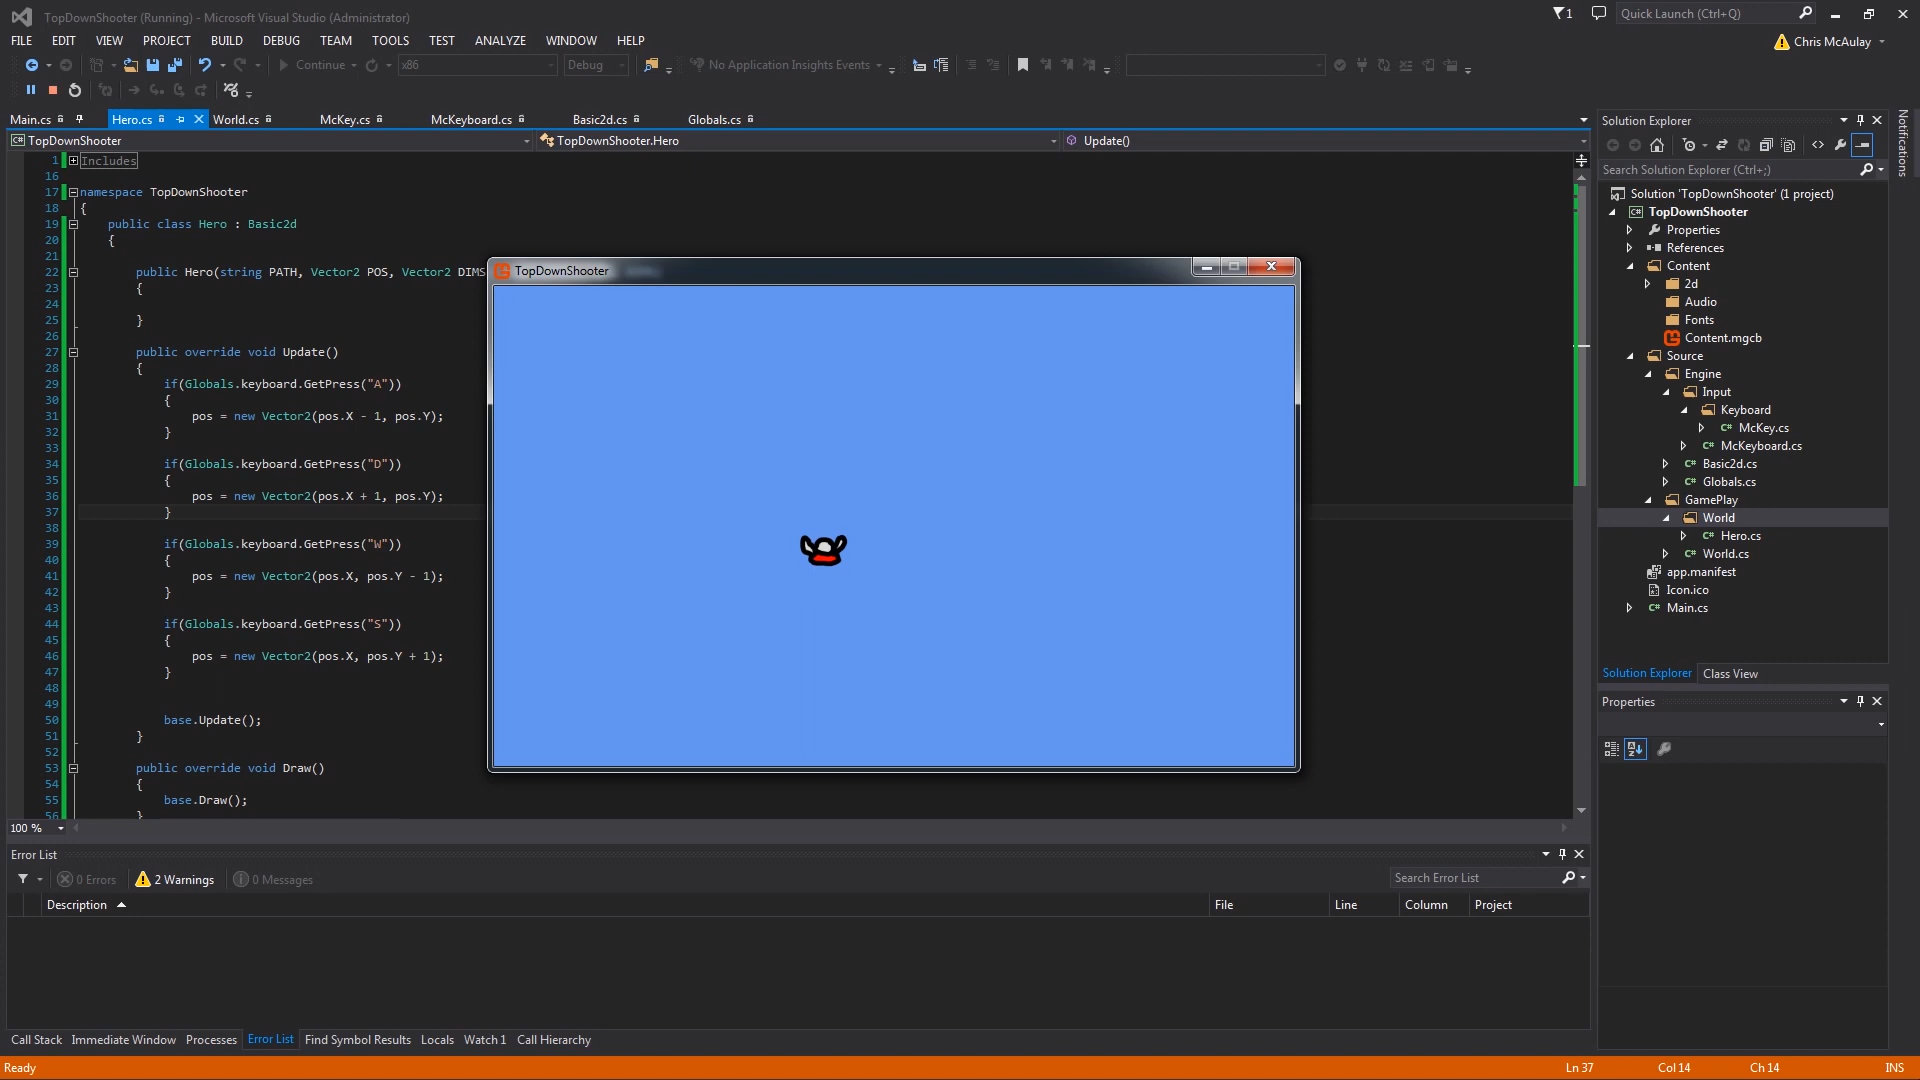 TopDownShooter (Running) - Microsoft Visual Studio (Administrator)
1
Quick Launch (Ctrl+Q)
FILE EDIT VIEW PROJECT BUILD DEBUG TEAM TOOLS TEST ANALYZE WINDOW HELP
Chris McAulay
Continue x86 Debug No Application Insights Events
Main.cs Hero.cs World.cs McKey.cs McKeyboard.cs Basic2d.cs Globals.cs
TopDownShooter TopDownShooter.Hero Update()
1 Includes
16
17 namespace TopDownShooter
18 {
19 public class Hero : Basic2d
20 {
21
22 public Hero(string PATH, Vector2 POS, Vector2 DIMS
23 {
24
25 }
26
27 public override void Update()
28 {
29 if(Globals.keyboard.GetPress("A"))
30 {
31 pos = new Vector2(pos.X - 1, pos.Y);
32 }
33
34 if(Globals.keyboard.GetPress("D"))
35 {
36 pos = new Vector2(pos.X + 1, pos.Y);
37 }
38
39 if(Globals.keyboard.GetPress("W"))
40 {
41 pos = new Vector2(pos.X, pos.Y - 1);
42 }
43
44 if(Globals.keyboard.GetPress("S"))
45 {
46 pos = new Vector2(pos.X, pos.Y + 1);
47 }
48
49
50 base.Update();
51 }
52
53 public override void Draw()
54 {
55 base.Draw();
56 }
TopDownShooter
100 %
Error List
0 Errors 2 Warnings 0 Messages
Search Error List
Description File Line Column Project
Call Stack Immediate Window Processes Error List Find Symbol Results Locals Watch 1 Call Hierarchy
Solution Explorer
Search Solution Explorer (Ctrl+;)
Solution 'TopDownShooter' (1 project)
TopDownShooter
Properties
References
Content
2d
Audio
Fonts
Content.mgcb
Source
Engine
Input
Keyboard
McKey.cs
McKeyboard.cs
Basic2d.cs
Globals.cs
GamePlay
World
Hero.cs
World.cs
app.manifest
Icon.ico
Main.cs
Solution Explorer Class View
Properties
Notifications
Ready Ln 37 Col 14 Ch 14 INS